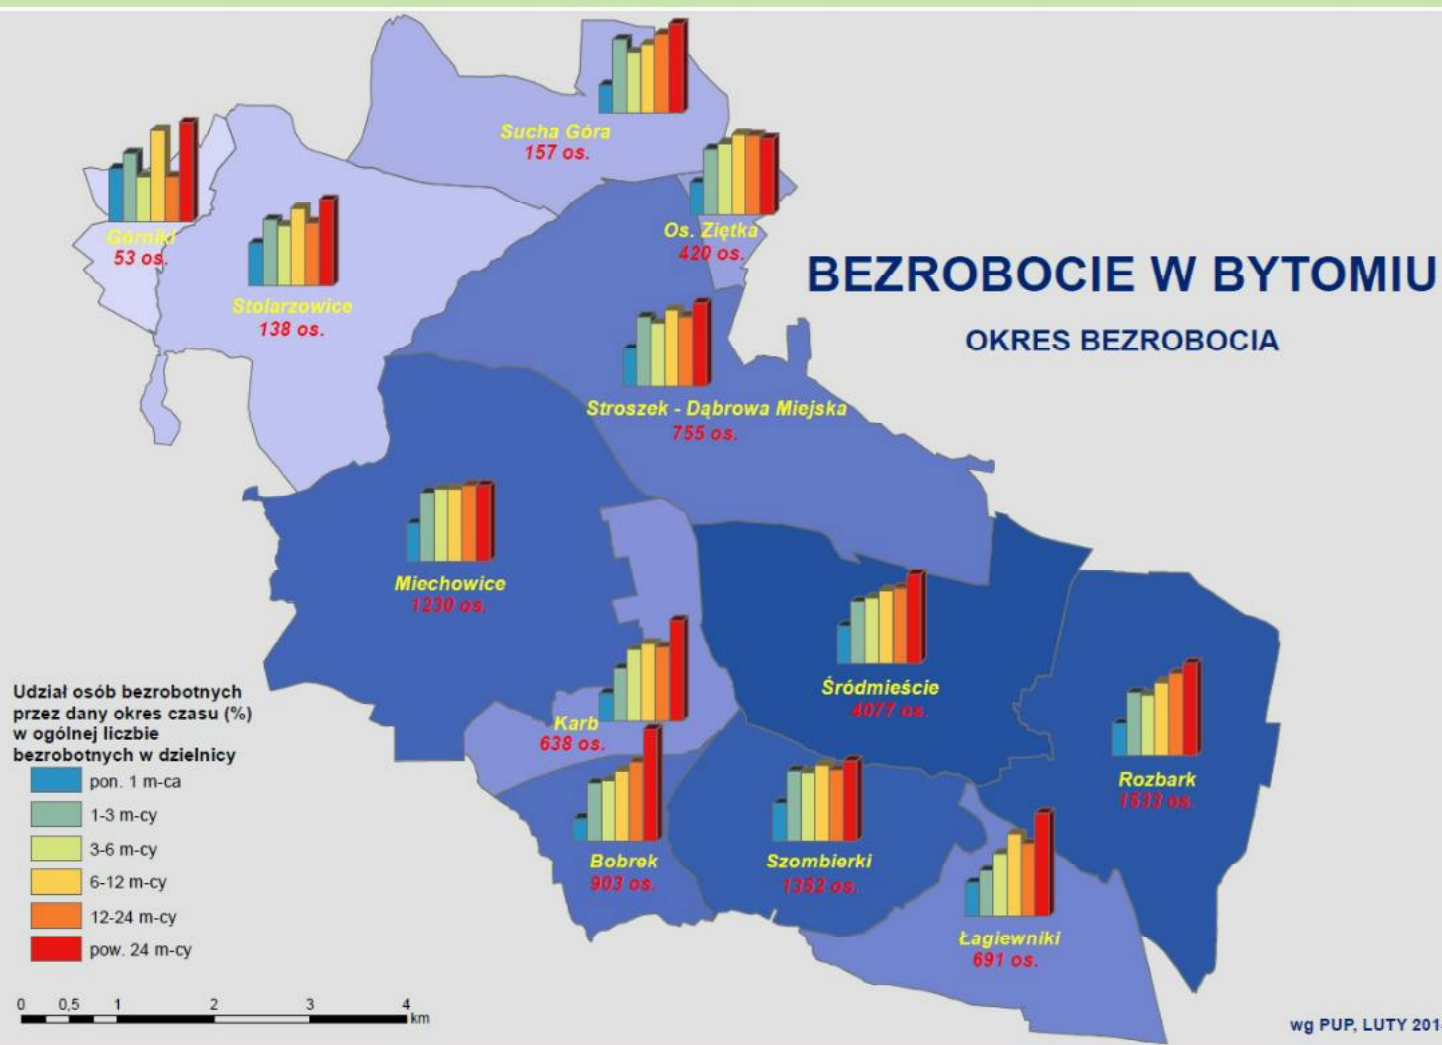 Sucha Góra
157 os.
Górniki
53 os.
Os. Ziętka
420 os.
Stolarzowice
138 os.
BEZROBOCIE W BYTOMIU
OKRES BEZROBOCIA
Stroszek - Dąbrowa Miejska
755 os.
Miechowice
1230 os.
Śródmieście
4077 os.
Karb
638 os.
Rozbark
1533 os.
Bobrek
903 os.
Szombierki
1352 os.
Łagiewniki
691 os.
Udział osób bezrobotnych
przez dany okres czasu (%)
w ogólnej liczbie
bezrobotnych w dzielnicy
pon. 1 m-ca
1-3 m-cy
3-6 m-cy
6-12 m-cy
12-24 m-cy
pow. 24 m-cy
0 0,5 1 2 3 4
km
wg PUP, LUTY